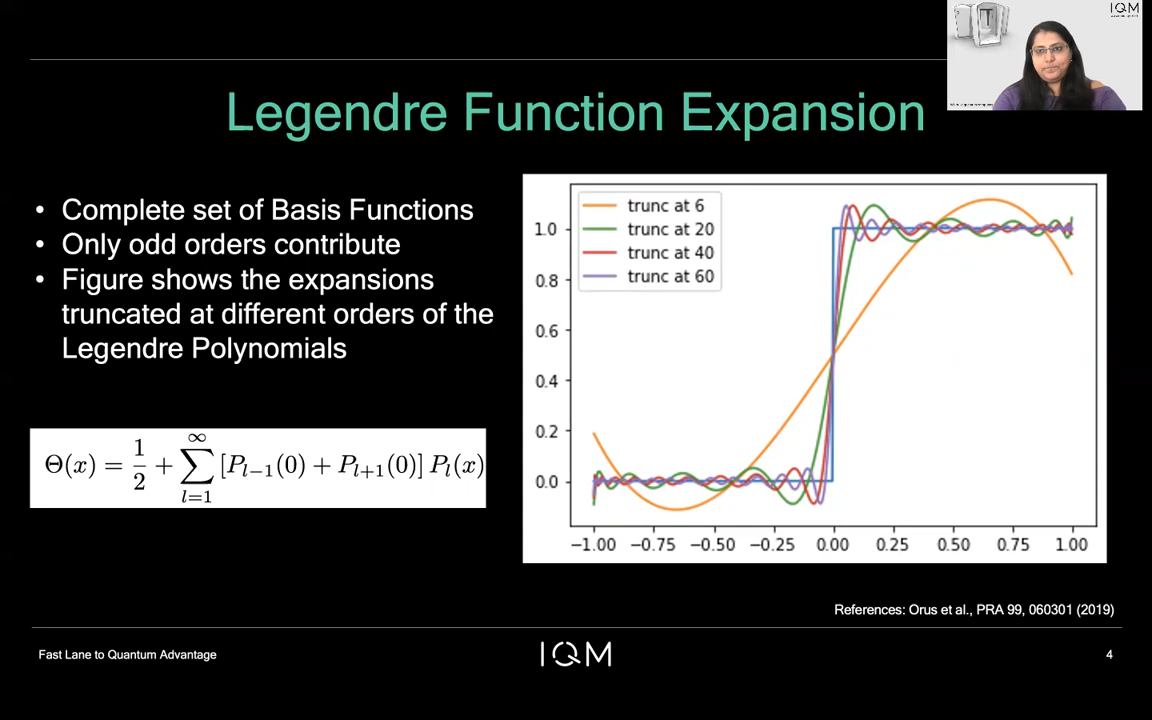 IQM
Legendre Function Expansion
• Complete set of Basis Functions
• Only odd orders contribute
• Figure shows the expansions
truncated at different orders of the
Legendre Polynomials
Θ(x) = 1/2 + ∑_{l=1}^{∞} [P_{l−1}(0) + P_{l+1}(0)] P_l(x)
trunc at 6
trunc at 20
trunc at 40
trunc at 60
1.0
0.8
0.6
0.4
0.2
0.0
−1.00 −0.75 −0.50 −0.25 0.00 0.25 0.50 0.75 1.00
References: Orus et al., PRA 99, 060301 (2019)
Fast Lane to Quantum Advantage
IQM
4